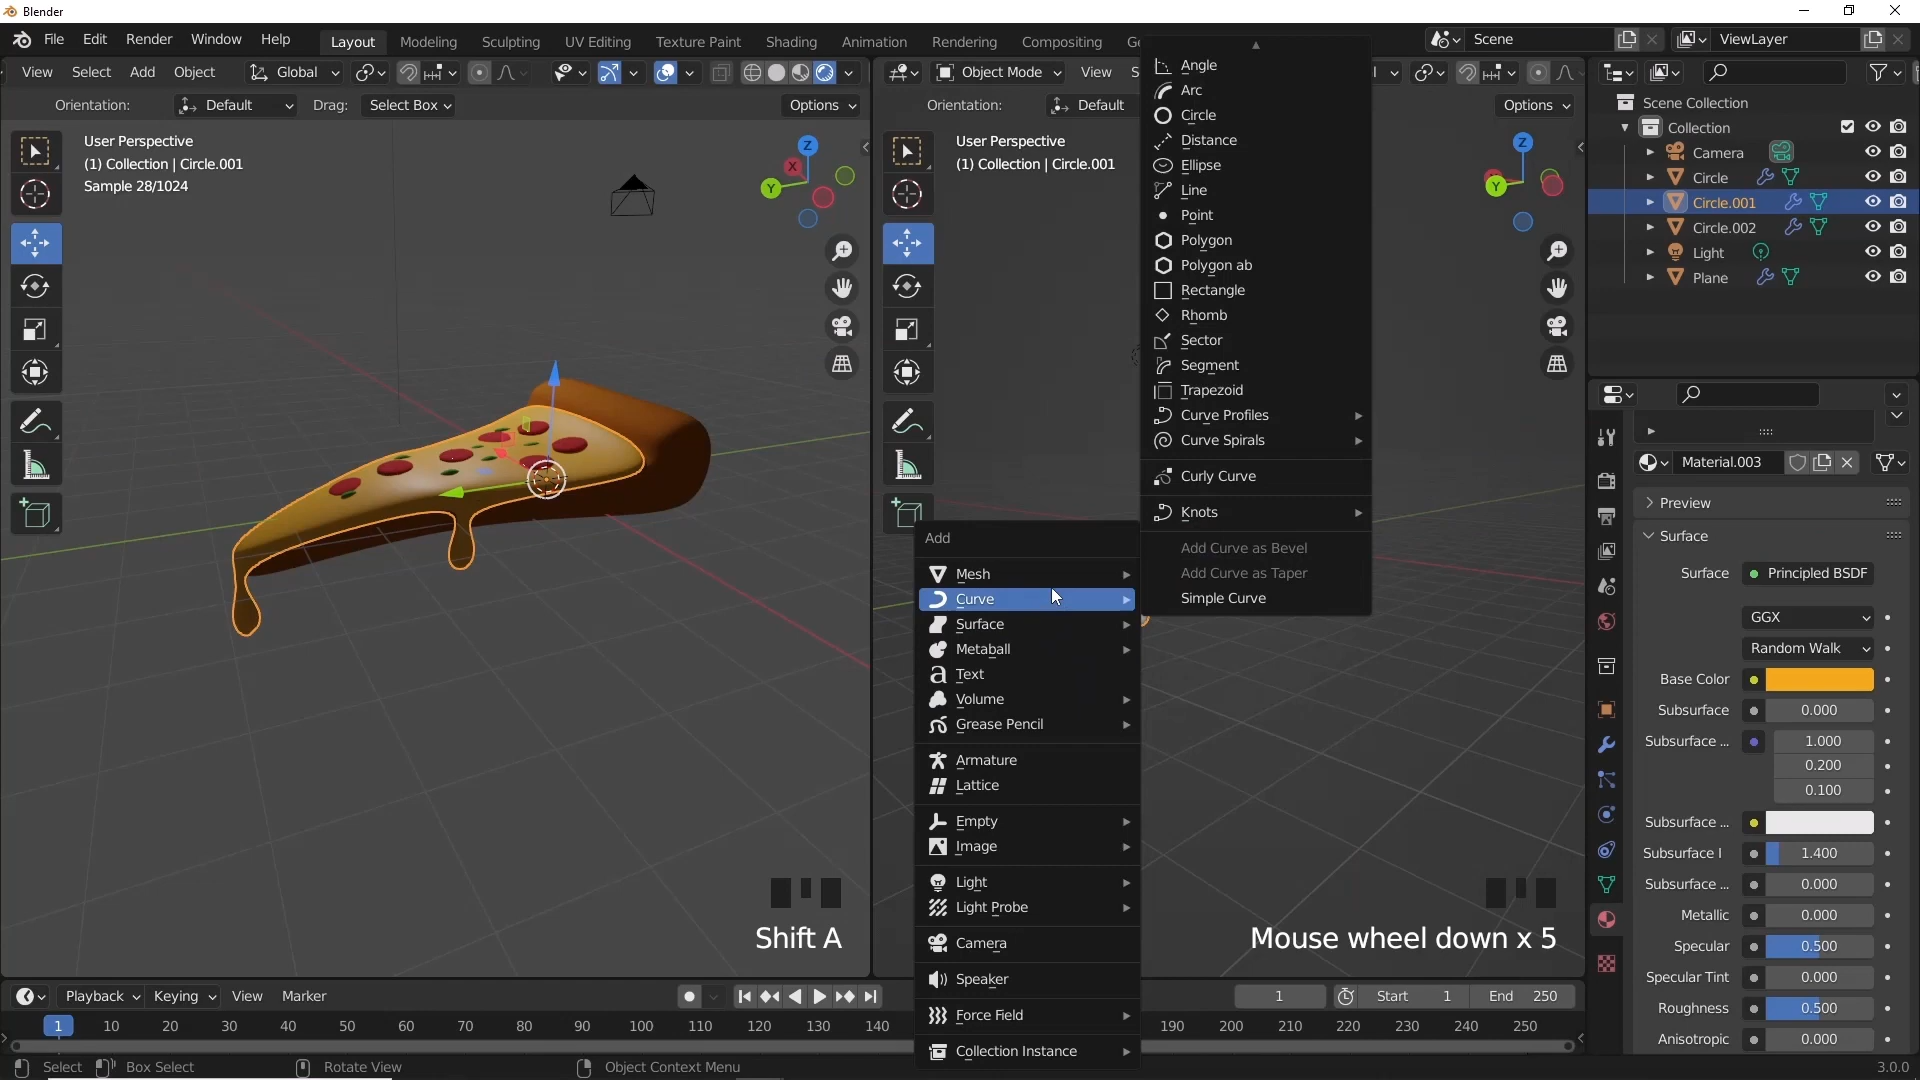 Blender
File Edit Render Window Help
Layout Modeling Sculpting UV Editing Texture Paint Shading Animation Rendering Compositing
Scene
ViewLayer
View Select Add Object Global
Object Mode View
Orientation: Default Drag: Select Box Options
Orientation: Default Options
User Perspective
(1) Collection | Circle.001
Sample 28/1024
Z
X
Y
User Perspective
(1) Collection | Circle.001
Z
Y
Angle
Arc
Circle
Distance
Ellipse
Line
Point
Polygon
Polygon ab
Rectangle
Rhomb
Sector
Segment
Trapezoid
Curve Profiles
Curve Spirals
Curly Curve
Knots
Add Curve as Bevel
Add Curve as Taper
Simple Curve
Add
Mesh
Curve
Surface
Metaball
Text
Volume
Grease Pencil
Armature
Lattice
Empty
Image
Light
Light Probe
Camera
Speaker
Force Field
Collection Instance
Shift A
Mouse wheel down x 5
Scene Collection
Collection
Camera
Circle
Circle.001
Circle.002
Light
Plane
Material.003
Preview
Surface
Surface Principled BSDF
GGX
Random Walk
Base Color
Subsurface 0.000
Subsurface ... 1.000
0.200
0.100
Subsurface ...
Subsurface I 1.400
Subsurface ... 0.000
Metallic 0.000
Specular 0.500
Specular Tint 0.000
Roughness 0.500
Anisotropic 0.000
Playback Keying View Marker
1 Start 1 End 250
1 10 20 30 40 50 60 70 80 90 100 110 120 130 140 190 200 210 220 230 240 250
Select Box Select Rotate View Object Context Menu
3.0.0